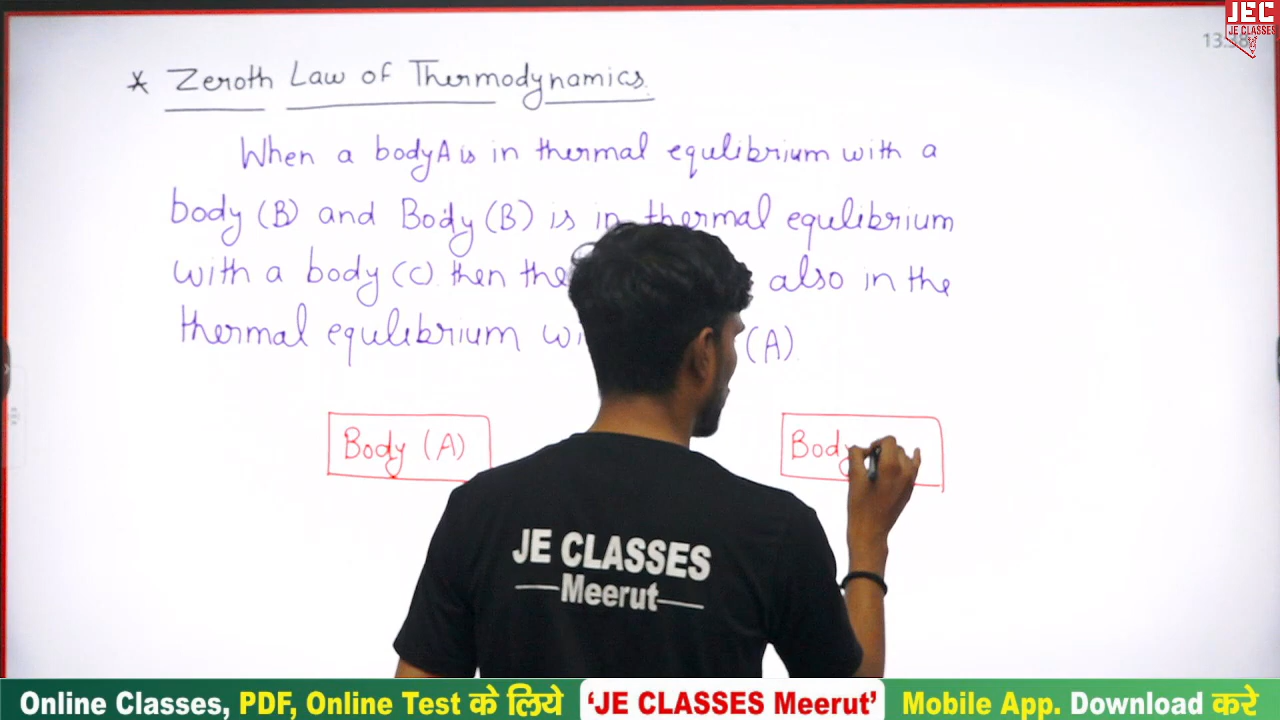 JEC
JE CLASSES
* Zeroth Law of Thermodynamics.
When a body A is in thermal equlibrium with a
body (B) and Body (B) is in thermal equlibrium
with a body (C) then the also in the
thermal equlibrium (A)
Body (A)
Body
JE CLASSES
Meerut
Online Classes, PDF, Online Test के लिये 'JE CLASSES Meerut' Mobile App. Download करे